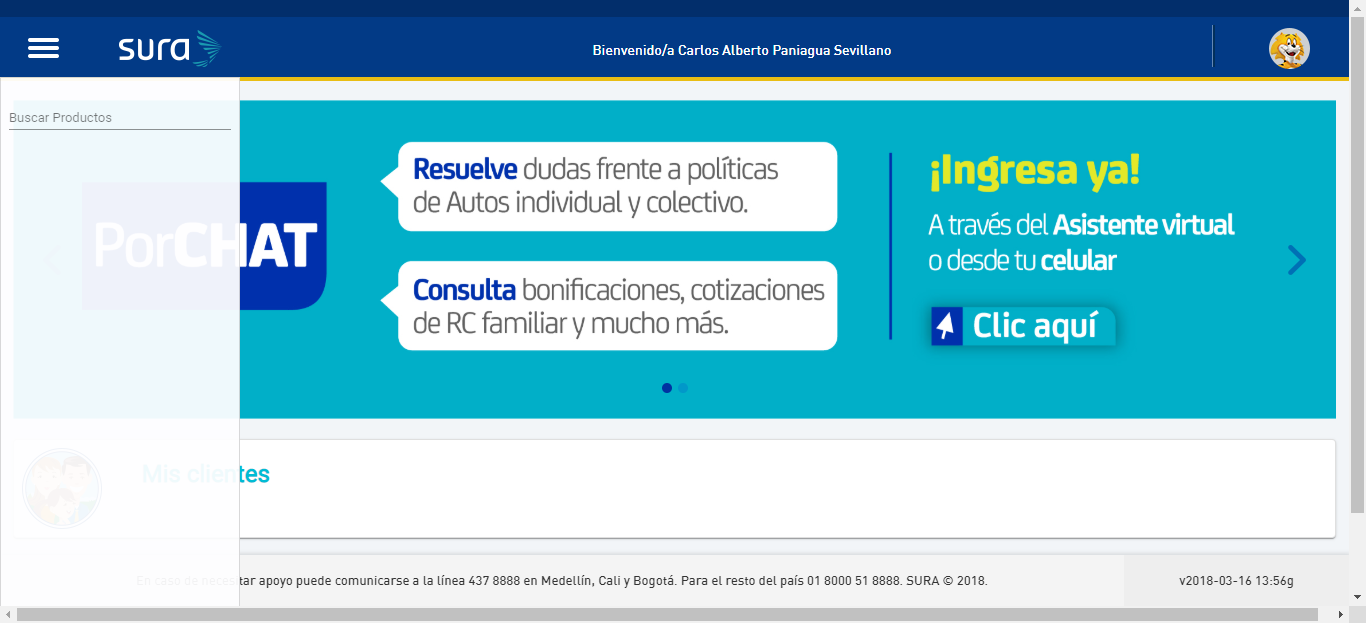 sura
Bienvenido/a Carlos Alberto Paniagua Sevillano
Buscar Productos
PorCHAT
Resuelve dudas frente a políticas
de Autos individual y colectivo.
Consulta bonificaciones, cotizaciones
de RC familiar y mucho más.
¡Ingresa ya!
A través del Asistente virtual
o desde tu celular
Clic aquí
Mis clientes
En caso de necesitar apoyo puede comunicarse a la línea 437 8888 en Medellín, Cali y Bogotá. Para el resto del país 01 8000 51 8888. SURA © 2018.
v2018-03-16 13:56g